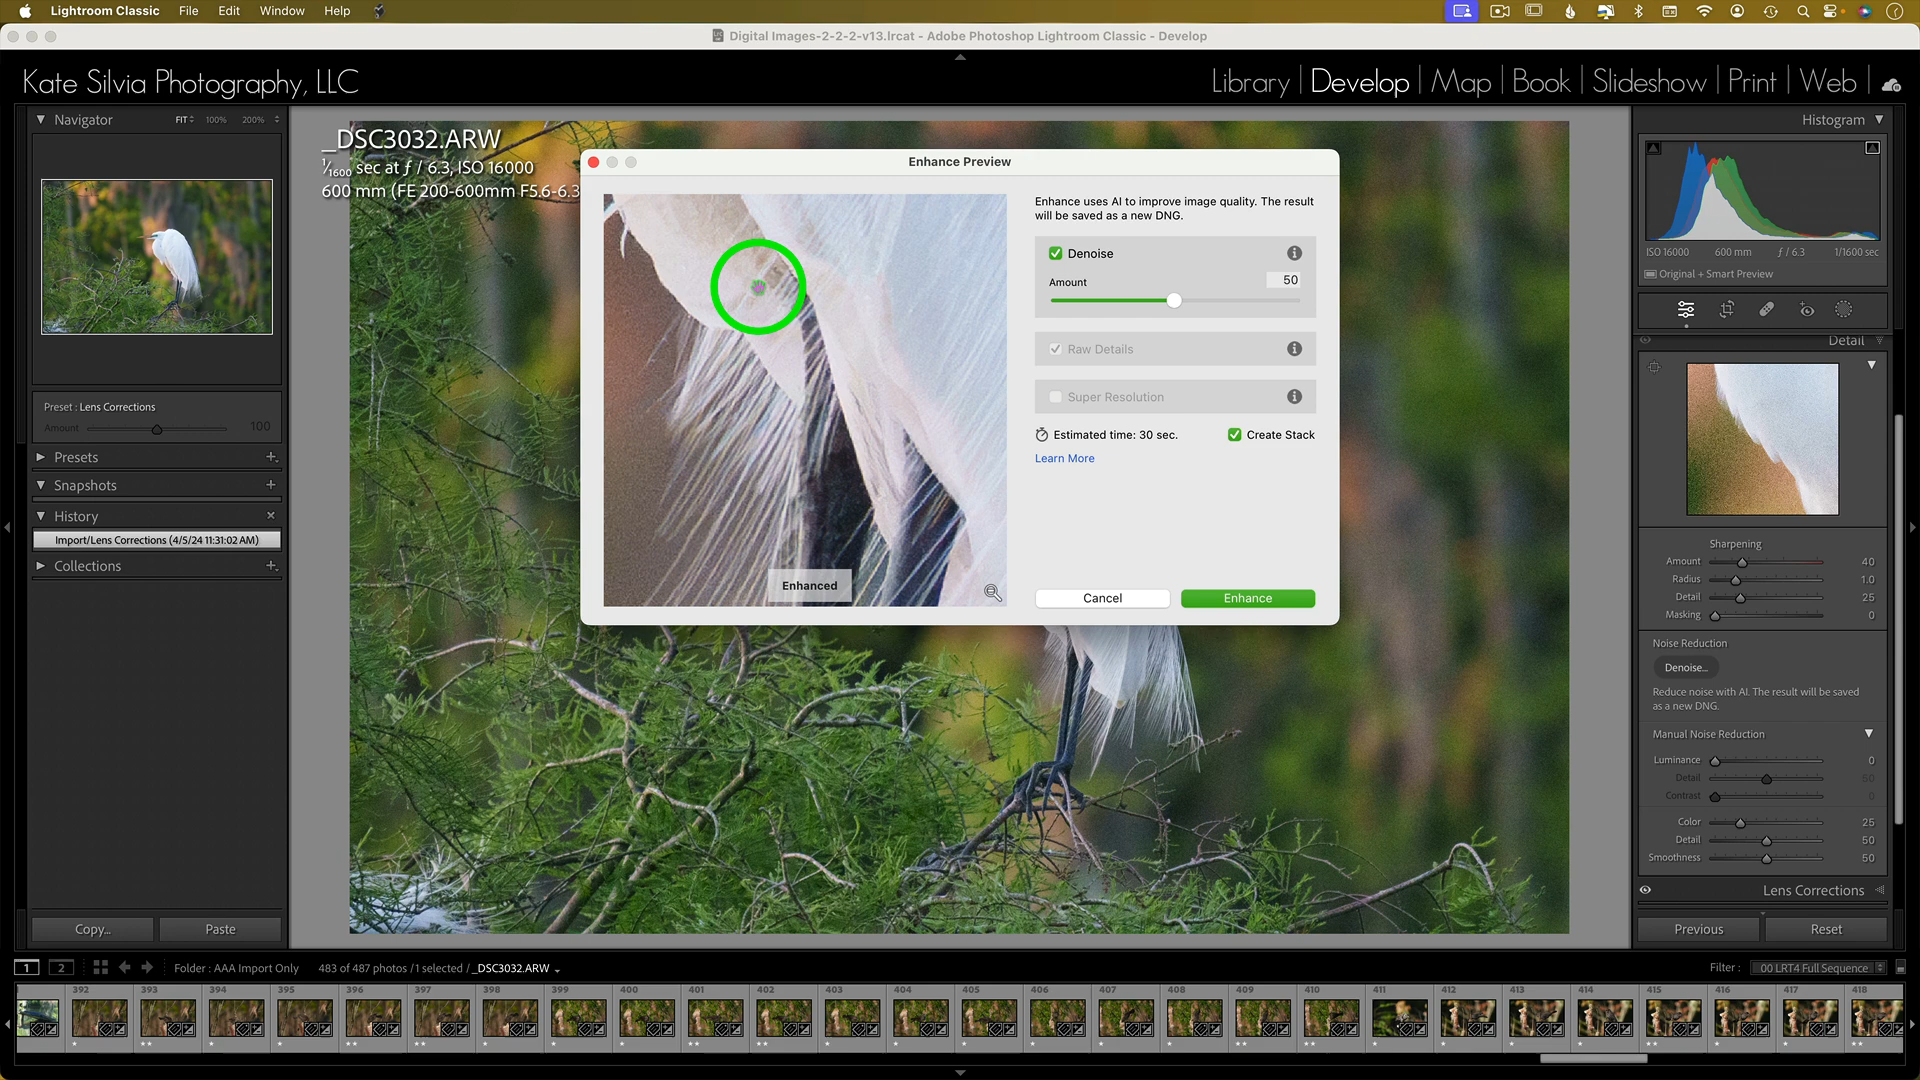 Lightroom Classic File Edit Window Help
Digital Images-2-2-2-v13.lrcat - Adobe Photoshop Lightroom Classic - Develop
Kate Silvia Photography, LLC
Library | Develop | Map | Book | Slideshow | Print | Web |
Navigator FIT 100% 200%
Preset : Lens Corrections
Amount 100
Presets
Snapshots
History
Import/Lens Corrections (4/5/24 11:31:02 AM)
Collections
Copy... Paste
_DSC3032.ARW
1/1600 sec at ƒ / 6.3, ISO 16000
600 mm (FE 200-600mm F5.6-6.3
Enhance Preview
Enhance uses AI to improve image quality. The result
will be saved as a new DNG.
Denoise
Amount 50
Raw Details
Super Resolution
Estimated time: 30 sec. Create Stack
Learn More
Enhanced
Cancel Enhance
Histogram
ISO 16000 600 mm ƒ / 6.3 1/1600 sec
Original + Smart Preview
Detail
Sharpening
Amount 40
Radius 1.0
Detail 25
Masking 0
Noise Reduction
Denoise...
Reduce noise with AI. The result will be saved
as a new DNG.
Manual Noise Reduction
Luminance 0
Detail 50
Contrast 0
Color 25
Detail 50
Smoothness 50
Lens Corrections
Previous Reset
1 2 Folder : AAA Import Only 483 of 487 photos / 1 selected / _DSC3032.ARW Filter : 00 LRT4 Full Sequence
392 393 394 395 396 397 398 399 400 401 402 403 404 405 406 407 408 409 410 411 412 413 414 415 416 417 418